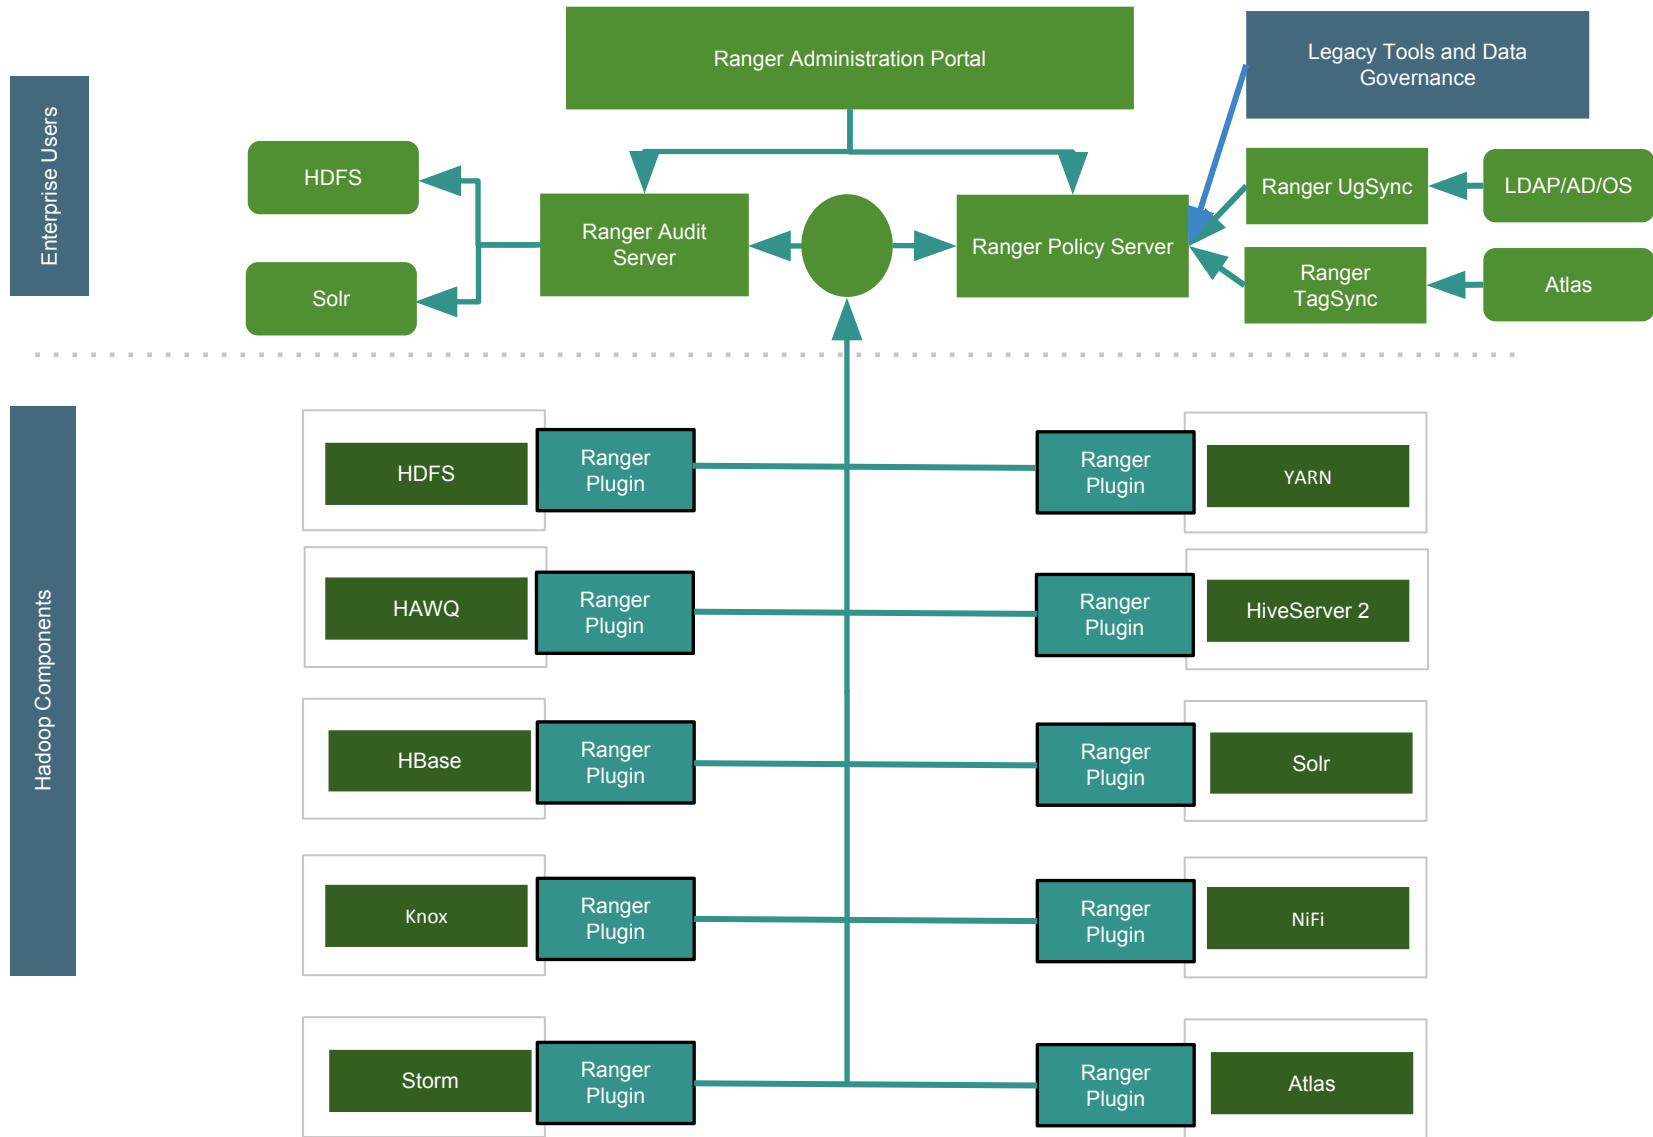 Ranger Administration Portal
Legacy Tools and Data
Governance
Enterprise Users
HDFS
Solr
Ranger Audit
Server
Ranger Policy Server
Ranger UgSync
LDAP/AD/OS
Ranger
TagSync
Atlas
Hadoop Components
HDFS
Ranger
Plugin
Ranger
Plugin
YARN
HAWQ
Ranger
Plugin
Ranger
Plugin
HiveServer 2
HBase
Ranger
Plugin
Ranger
Plugin
Solr
Knox
Ranger
Plugin
Ranger
Plugin
NiFi
Storm
Ranger
Plugin
Ranger
Plugin
Atlas